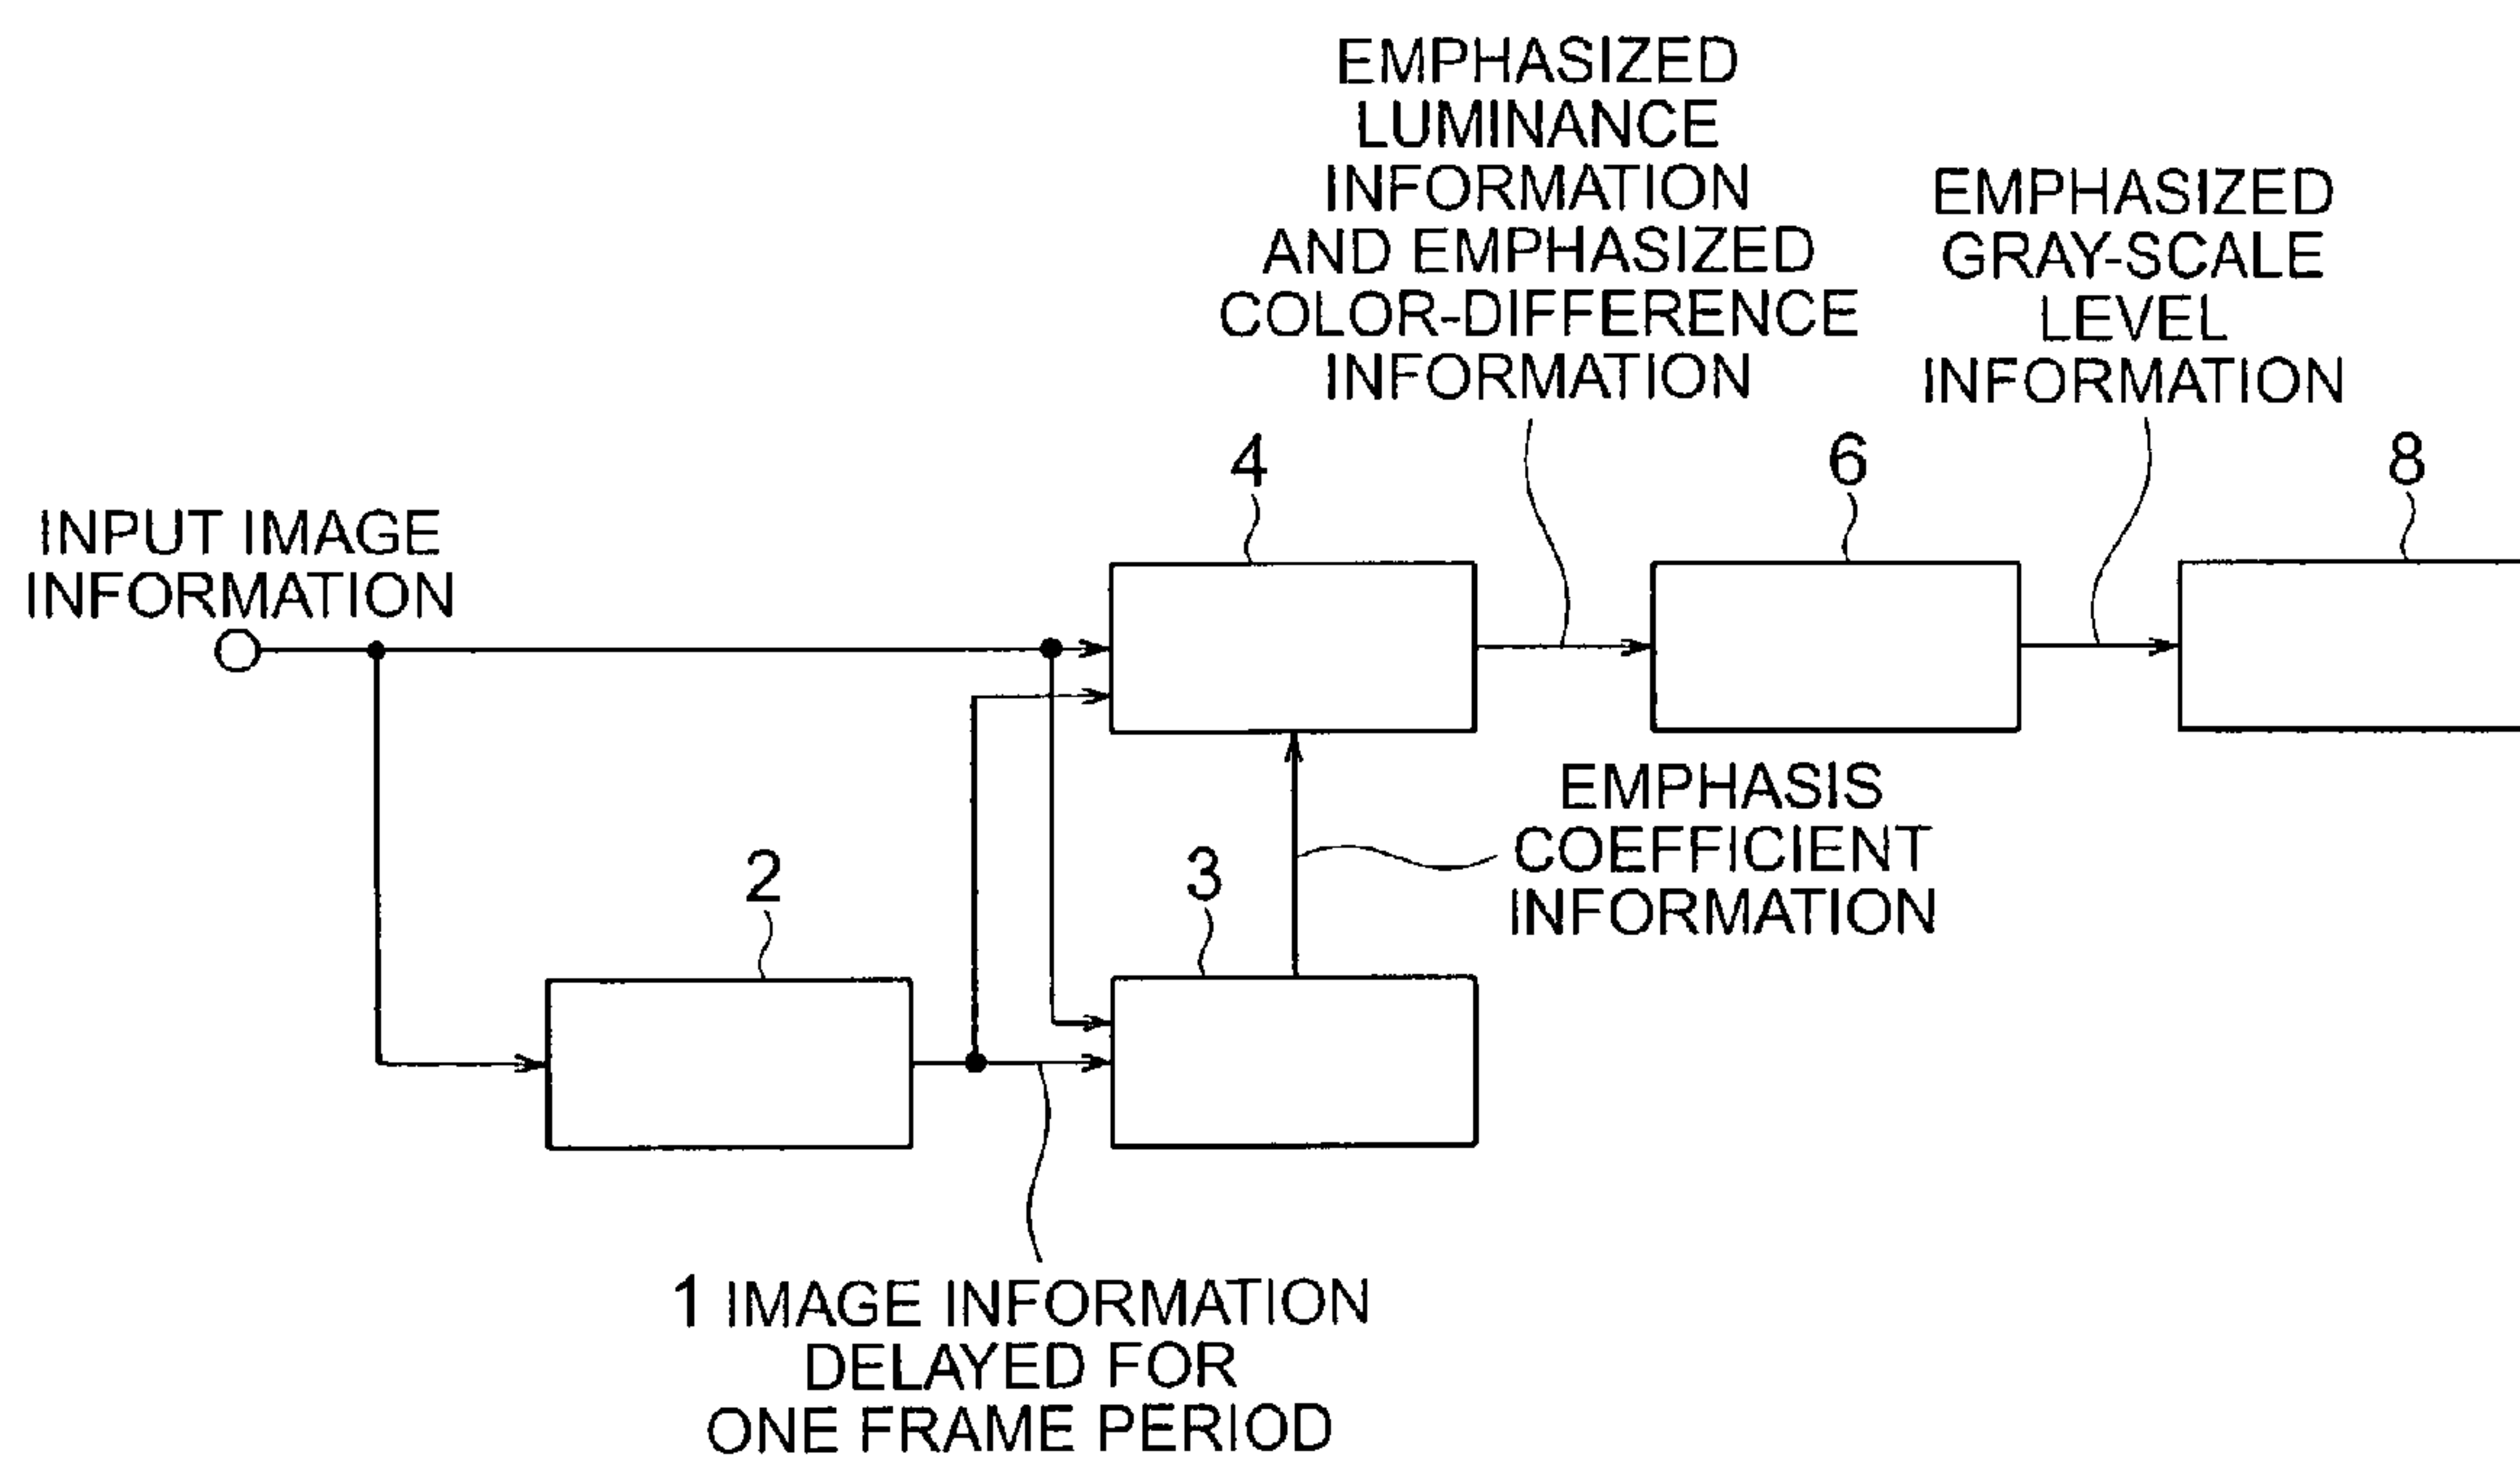 EMPHASIZED
LUMINANCE
INFORMATION
AND EMPHASIZED
COLOR-DIFFERENCE
INFORMATION
EMPHASIZED
GRAY-SCALE
LEVEL
INFORMATION
4
6
8
INPUT IMAGE
INFORMATION
EMPHASIS
COEFFICIENT
INFORMATION
2
3
1 IMAGE INFORMATION
DELAYED FOR
ONE FRAME PERIOD